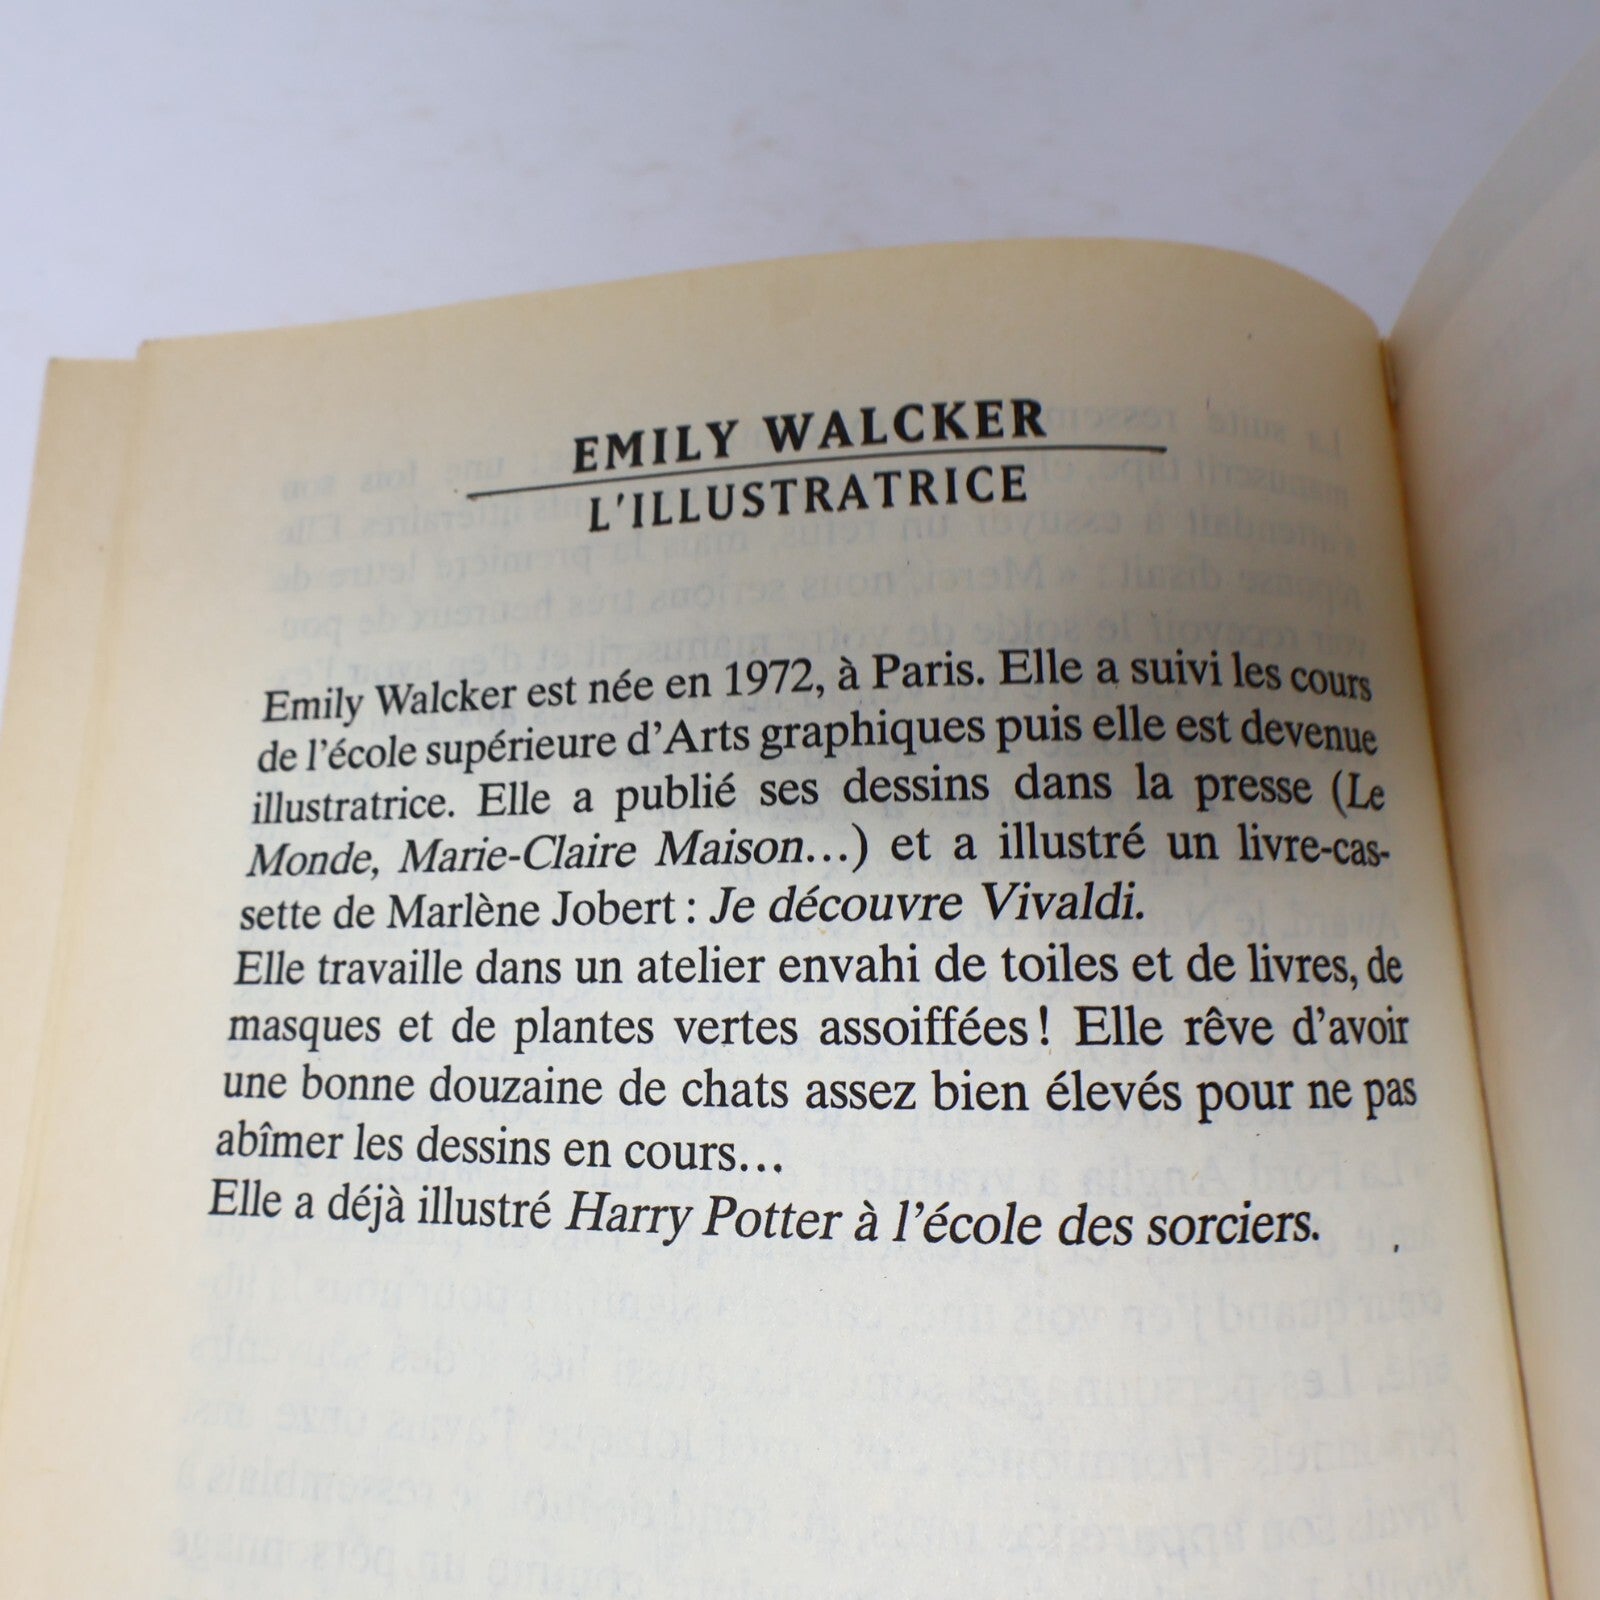 EMILY WALCKER
L'ILLUSTRATRICE
Emily Walcker est née en 1972, à Paris. Elle a suivi les cours
de l'école supérieure d'Arts graphiques puis elle est devenue
illustratrice. Elle a publié ses dessins dans la presse (Le
Monde, Marie-Claire Maison...) et a illustré un livre-cas-
sette de Marlène Jobert : Je découvre Vivaldi.
Elle travaille dans un atelier envahi de toiles et de livres, de
masques et de plantes vertes assoiffées ! Elle rêve d'avoir
une bonne douzaine de chats assez bien élevés pour ne pas
abîmer les dessins en cours...
Elle a déjà illustré Harry Potter à l'école des sorciers.